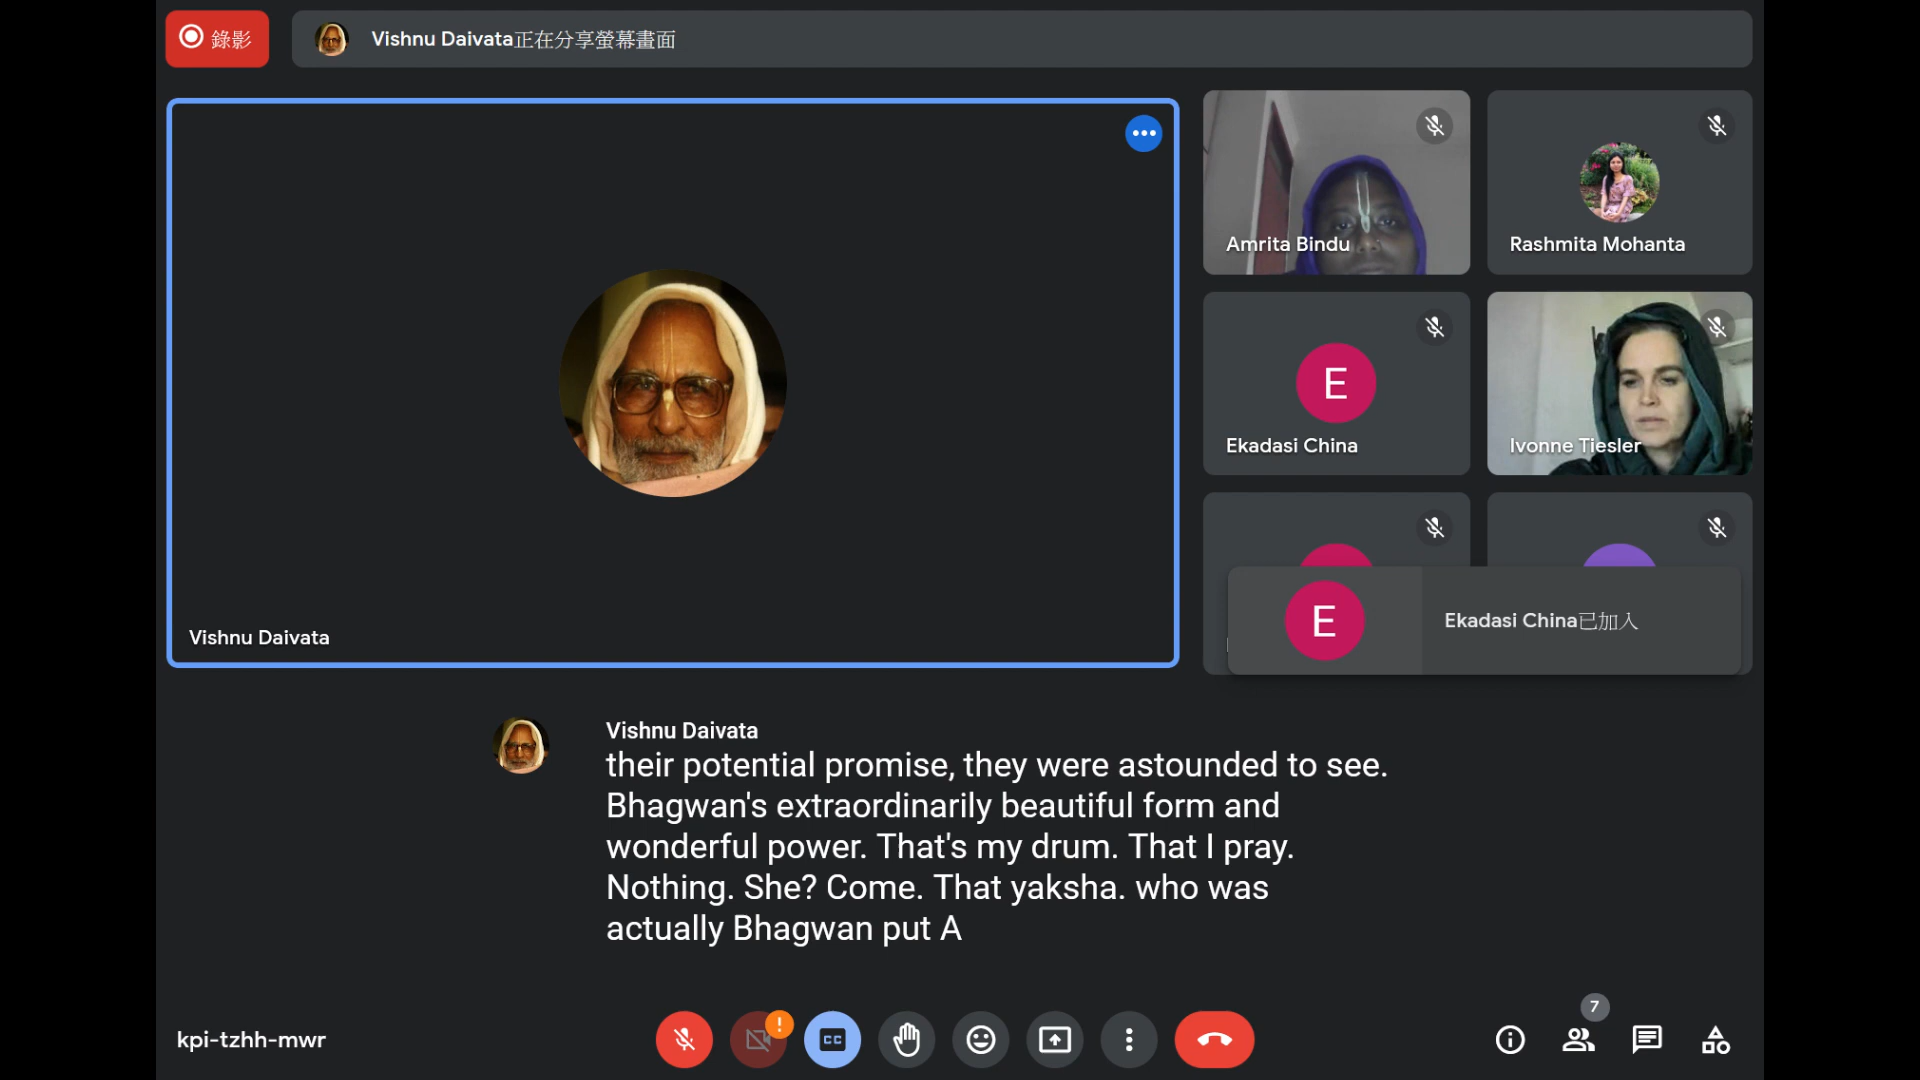 錄影
Vishnu Daivata正在分享螢幕畫面
Amrita Bindu
Rashmita Mohanta
E
Ekadasi China
Ivonne Tiesler
Vishnu Daivata
E
Ekadasi China已加入
Vishnu Daivata
their potential promise, they were astounded to see.
Bhagwan's extraordinarily beautiful form and
wonderful power. That's my drum. That I pray.
Nothing. She? Come. That yaksha. who was
actually Bhagwan put A
kpi-tzhh-mwr
!
CC
7